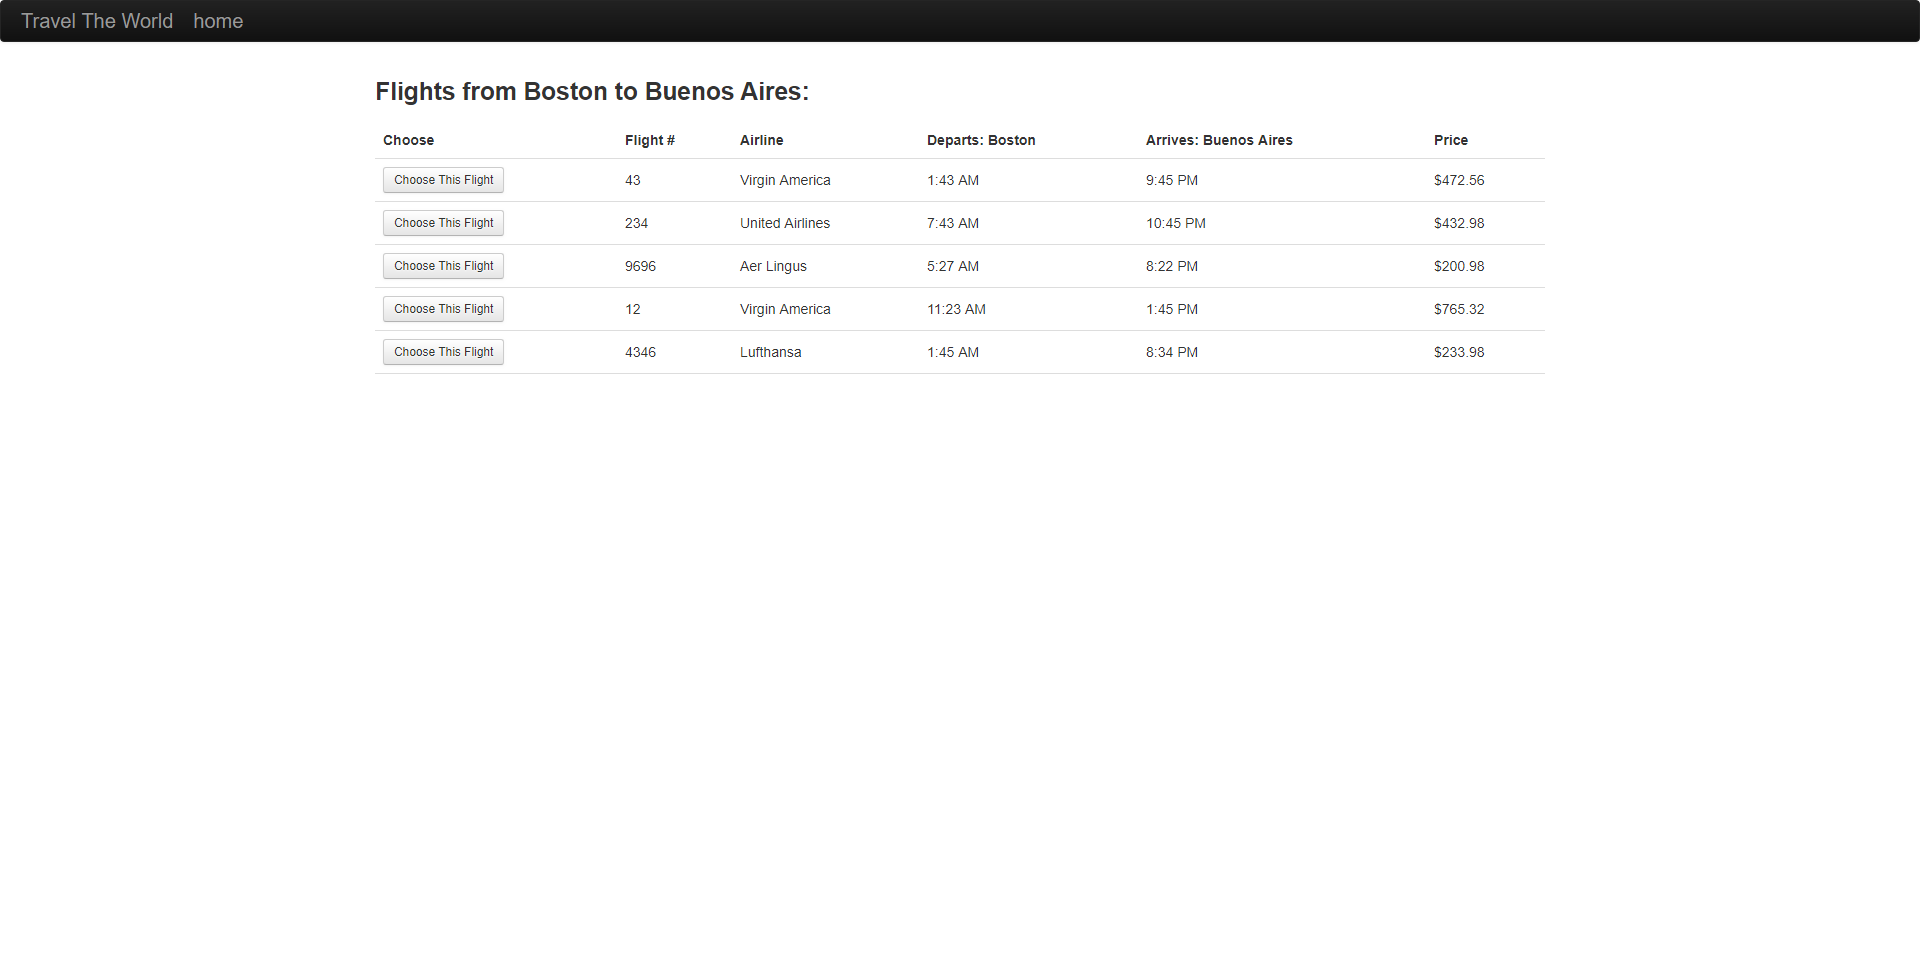 Travel The World home
Flights from Boston to Buenos Aires:
Choose Flight # Airline Departs: Boston Arrives: Buenos Aires Price
Choose This Flight 43 Virgin America 1:43 AM 9:45 PM $472.56
Choose This Flight 234 United Airlines 7:43 AM 10:45 PM $432.98
Choose This Flight 9696 Aer Lingus 5:27 AM 8:22 PM $200.98
Choose This Flight 12 Virgin America 11:23 AM 1:45 PM $765.32
Choose This Flight 4346 Lufthansa 1:45 AM 8:34 PM $233.98